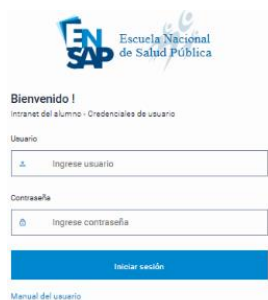 ENSAP
Escuela Nacional
de Salud Pública
Bienvenido !
Intranet del alumno - Credenciales de usuario
Usuario
Ingrese usuario
Contraseña
Ingrese contraseña
Iniciar sesión
Manual del usuario